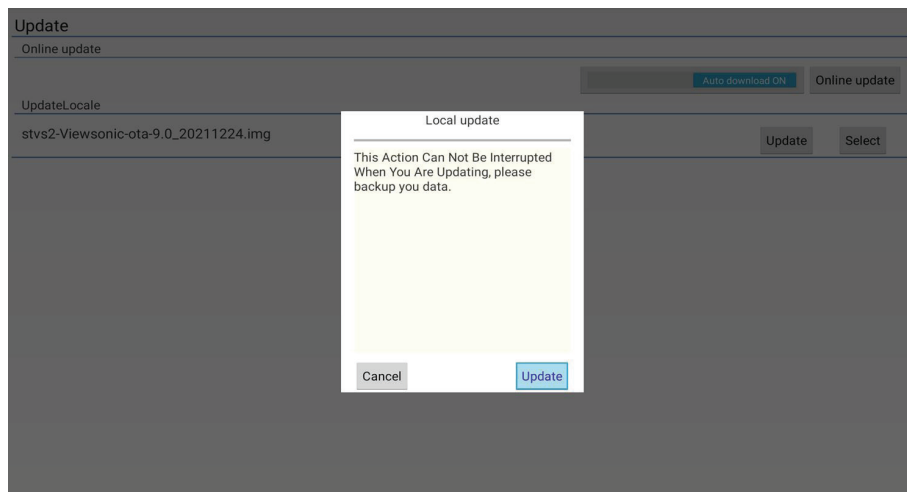 Update
Online update
Auto download ON
Online update
UpdateLocale
stvs2-Viewsonic-ota-9.0_20211224.img
Update
Select
Local update
This Action Can Not Be Interrupted
When You Are Updating, please
backup you data.
Cancel
Update